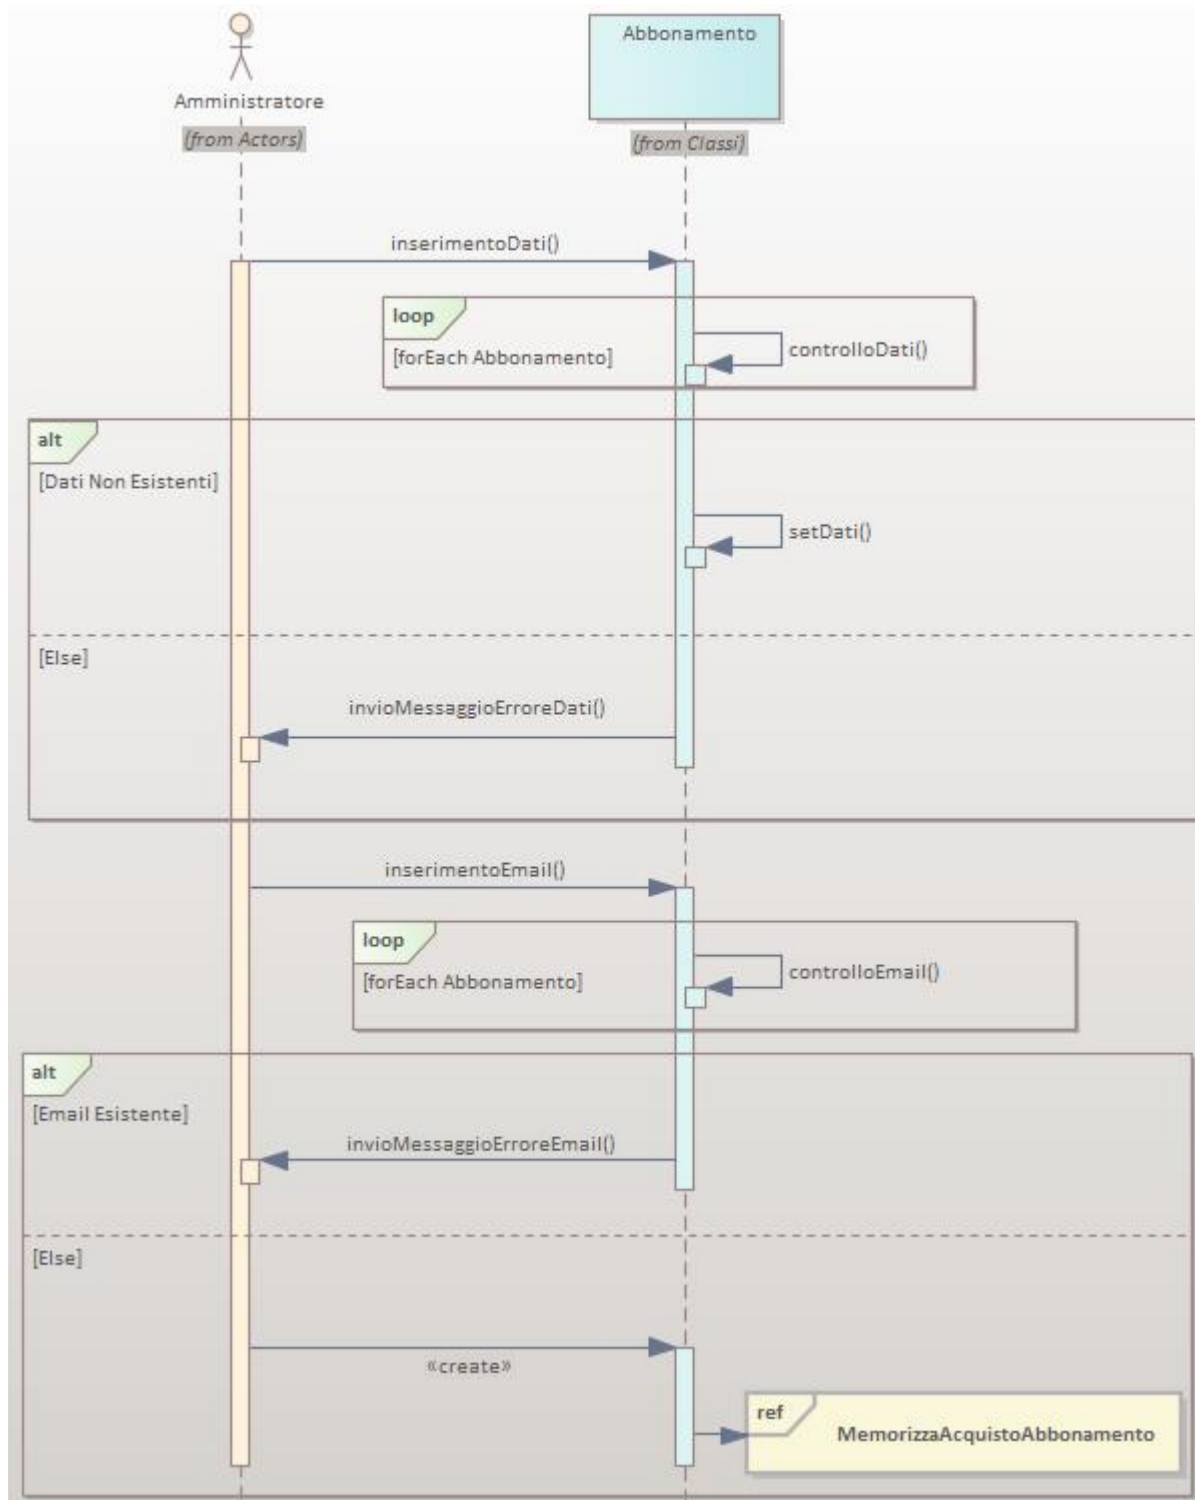 Abbonamento
Amministratore
(from Actors)
(from Classi)
inserimentoDati()
loop
[forEach Abbonamento]
controlloDati()
alt
[Dati Non Esistenti]
setDati()
[Else]
invioMessaggioErroreDati()
inserimentoEmail()
loop
[forEach Abbonamento]
controlloEmail()
alt
[Email Esistente]
invioMessaggioErroreEmail()
[Else]
«create»
ref
MemorizzaAcquistoAbbonamento